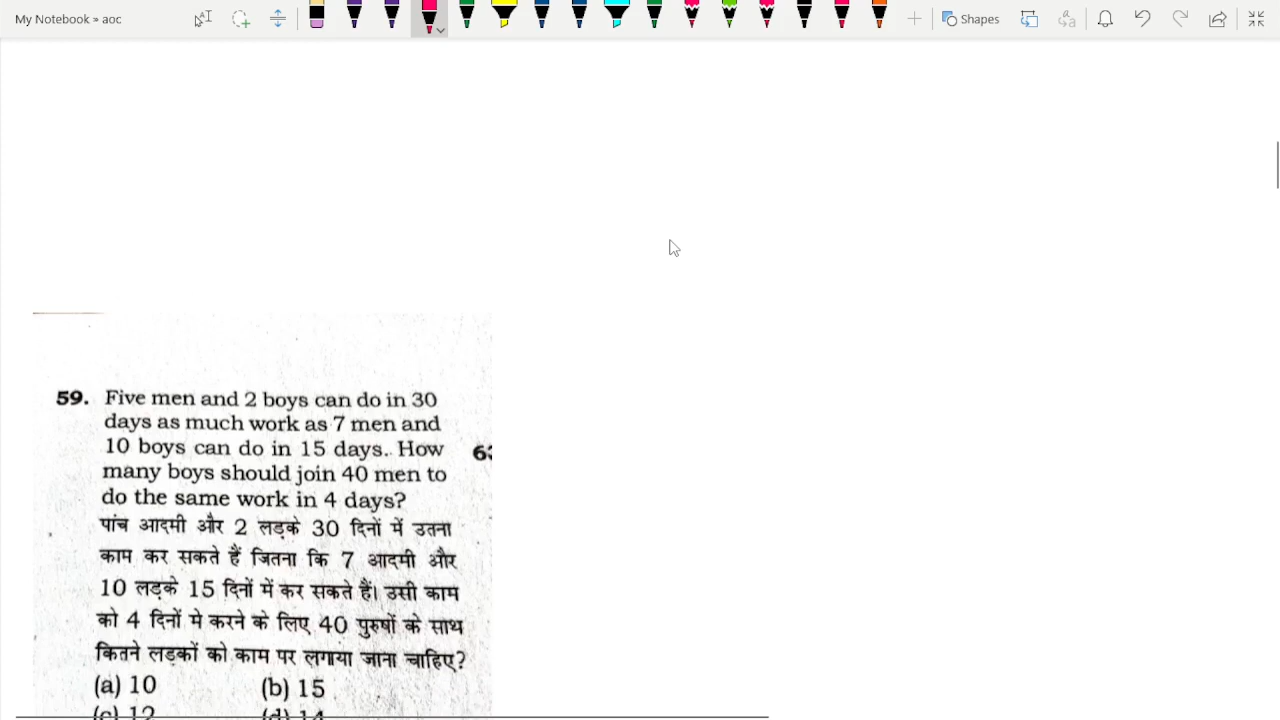 My Notebook » aoc
Shapes
59. Five men and 2 boys can do in 30
days as much work as 7 men and
10 boys can do in 15 days. How
many boys should join 40 men to
do the same work in 4 days?
पांच आदमी और 2 लड़के 30 दिनों में उतना
काम कर सकते हैं जितना कि 7 आदमी और
10 लड़के 15 दिनों में कर सकते हैं। उसी काम
को 4 दिनों मे करने के लिए 40 पुरुषों के साथ
कितने लड़कों को काम पर लगाया जाना चाहिए?
(a) 10 (b) 15
(c) 12 (d) 14